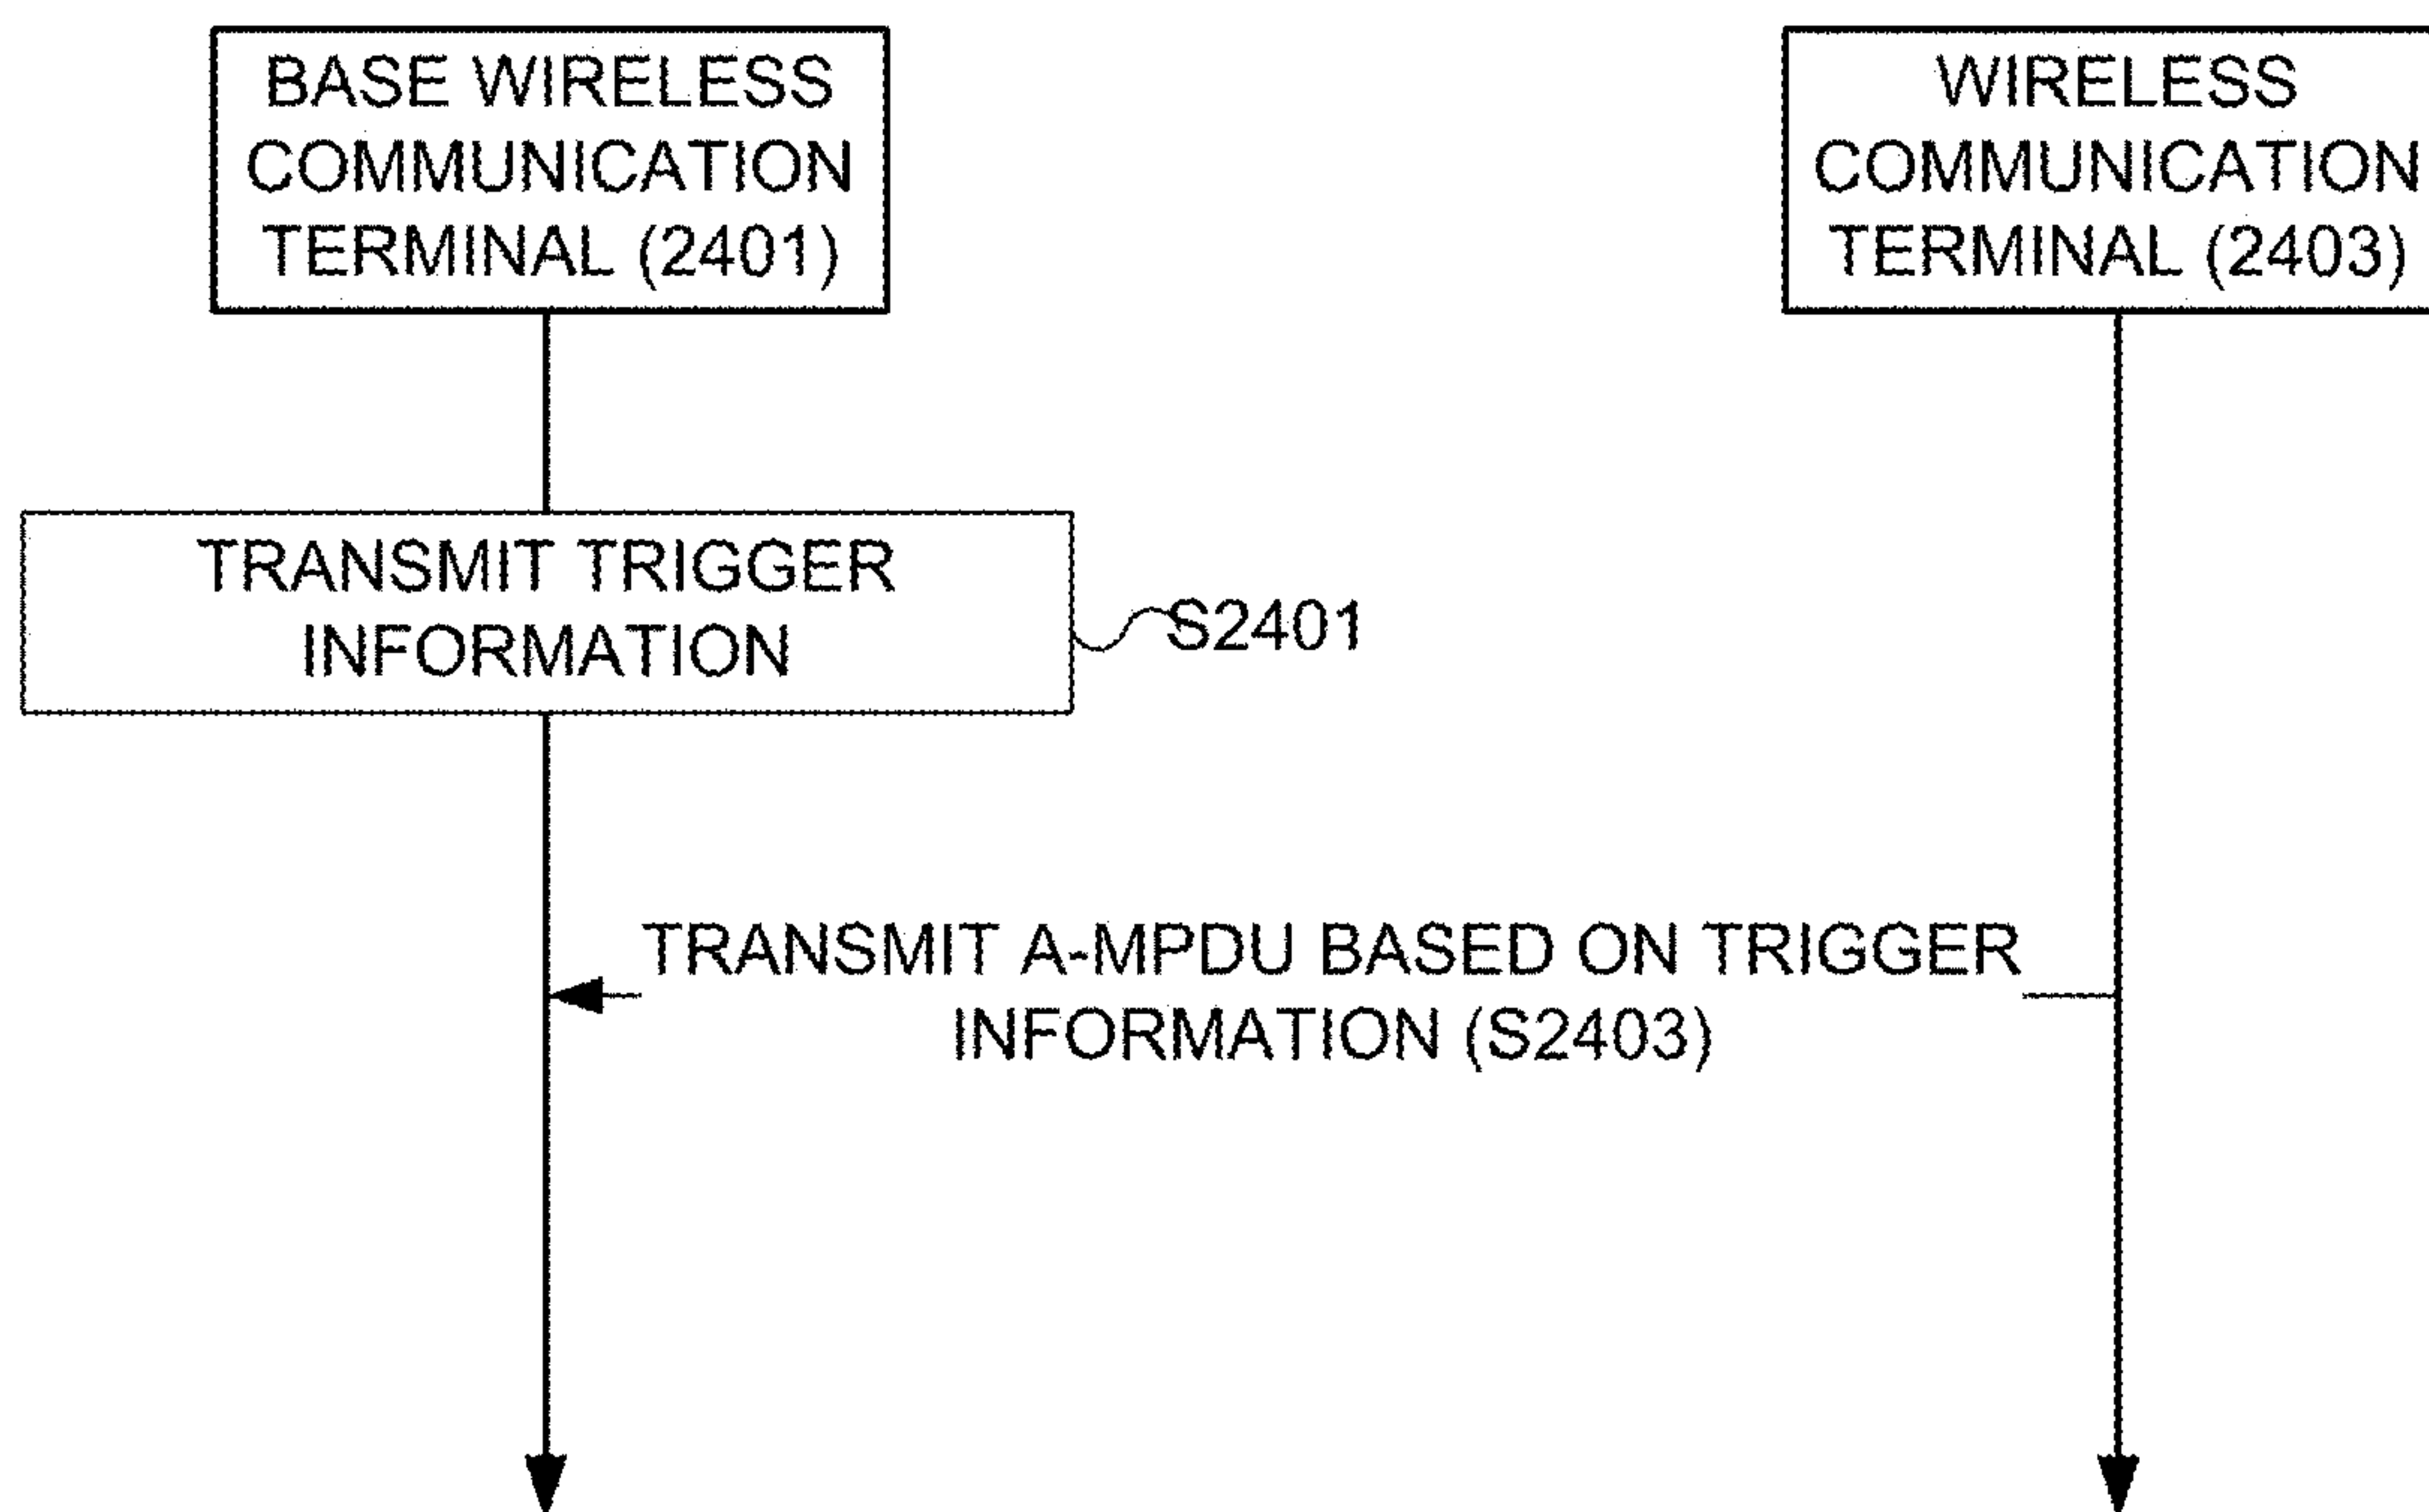 BASE WIRELESS
COMMUNICATION
TERMINAL (2401)
WIRELESS
COMMUNICATION
TERMINAL (2403)
TRANSMIT TRIGGER
INFORMATION
S2401
TRANSMIT A-MPDU BASED ON TRIGGER
INFORMATION (S2403)